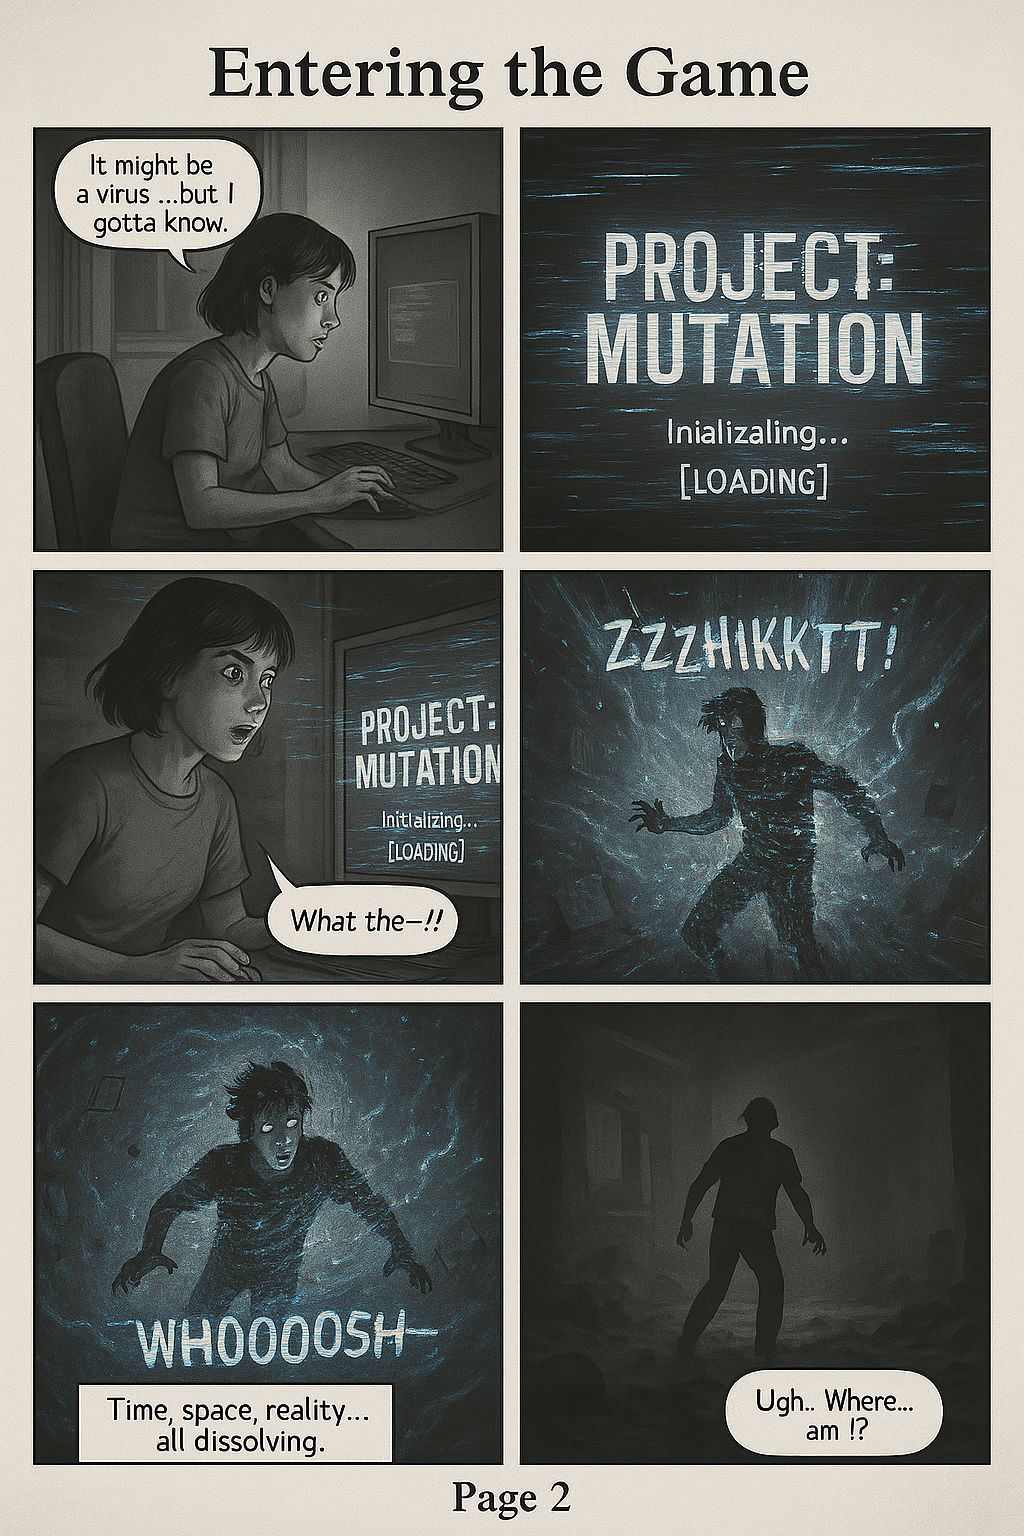 Entering the Game
It might be
a virus ...but I
gotta know.
PROJECT:
MUTATION
Inializaling...
[LOADING]
PROJECT:
MUTATION
Initlalizing...
[LOADING]
What the–!!
ZZZHIKKTT!
WHOOOOSH–
Time, space, reality...
all dissolving.
Ugh.. Where...
am !?
Page 2